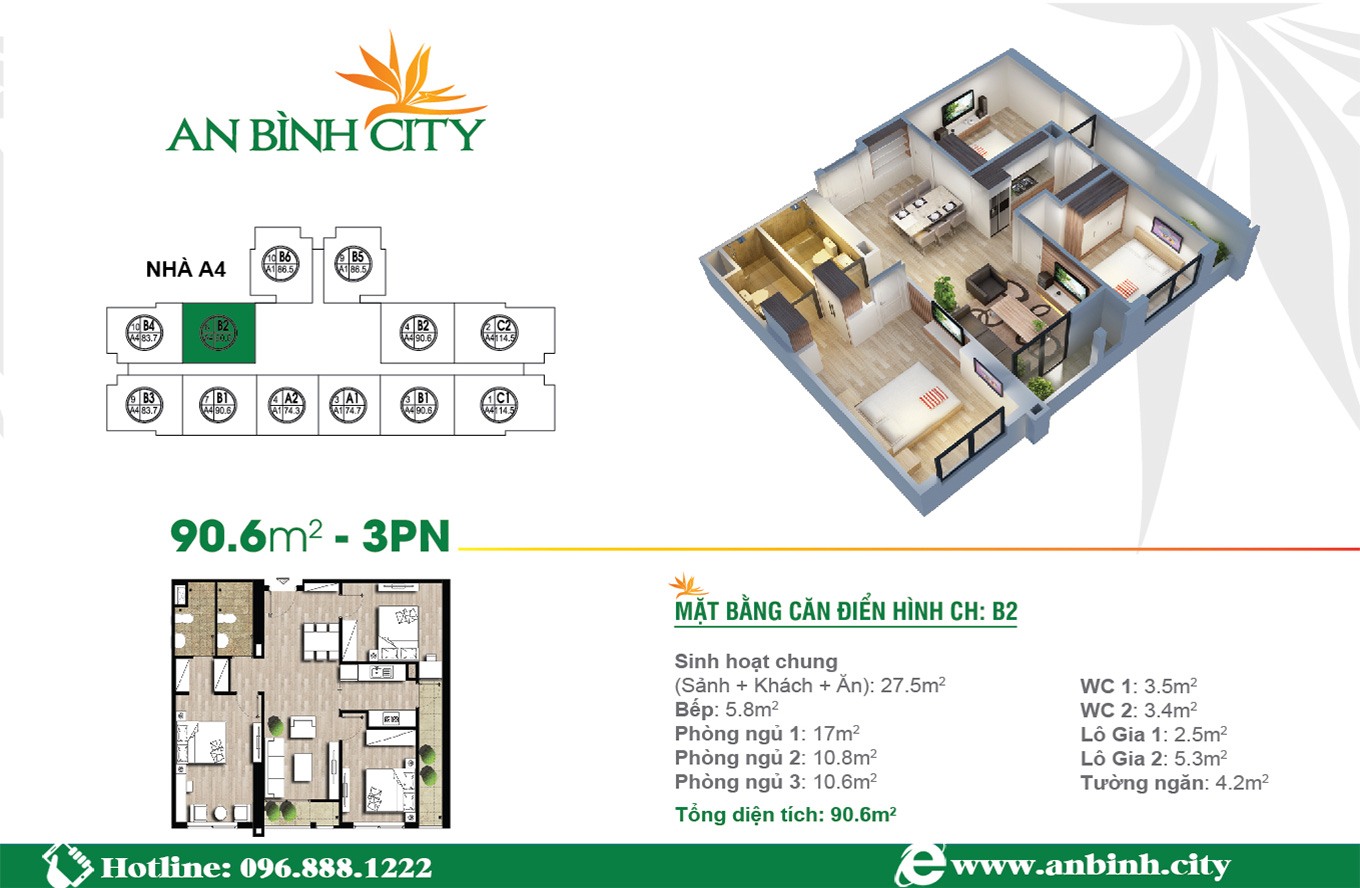 AN BÌNH CITY
NHÀ A4
10 B6
A1 86.5
9 B5
A1 86.5
10 B4
A4 83.7
B2
A4
4 B2
A4 90.6
2 C2
A4 114.5
9 B3
A4 83.7
7 B1
A4 90.6
4 A2
A1 74.3
3 A1
A1 74.7
3 B1
A4 90.6
1 C1
A4 114.5
90.6m² - 3PN
MẶT BẰNG CĂN ĐIỂN HÌNH CH: B2
Sinh hoạt chung
(Sảnh + Khách + Ăn): 27.5m²
Bếp: 5.8m²
Phòng ngủ 1: 17m²
Phòng ngủ 2: 10.8m²
Phòng ngủ 3: 10.6m²
Tổng diện tích: 90.6m²
WC 1: 3.5m²
WC 2: 3.4m²
Lô Gia 1: 2.5m²
Lô Gia 2: 5.3m²
Tường ngăn: 4.2m²
Hotline: 096.888.1222
www.anbinh.city